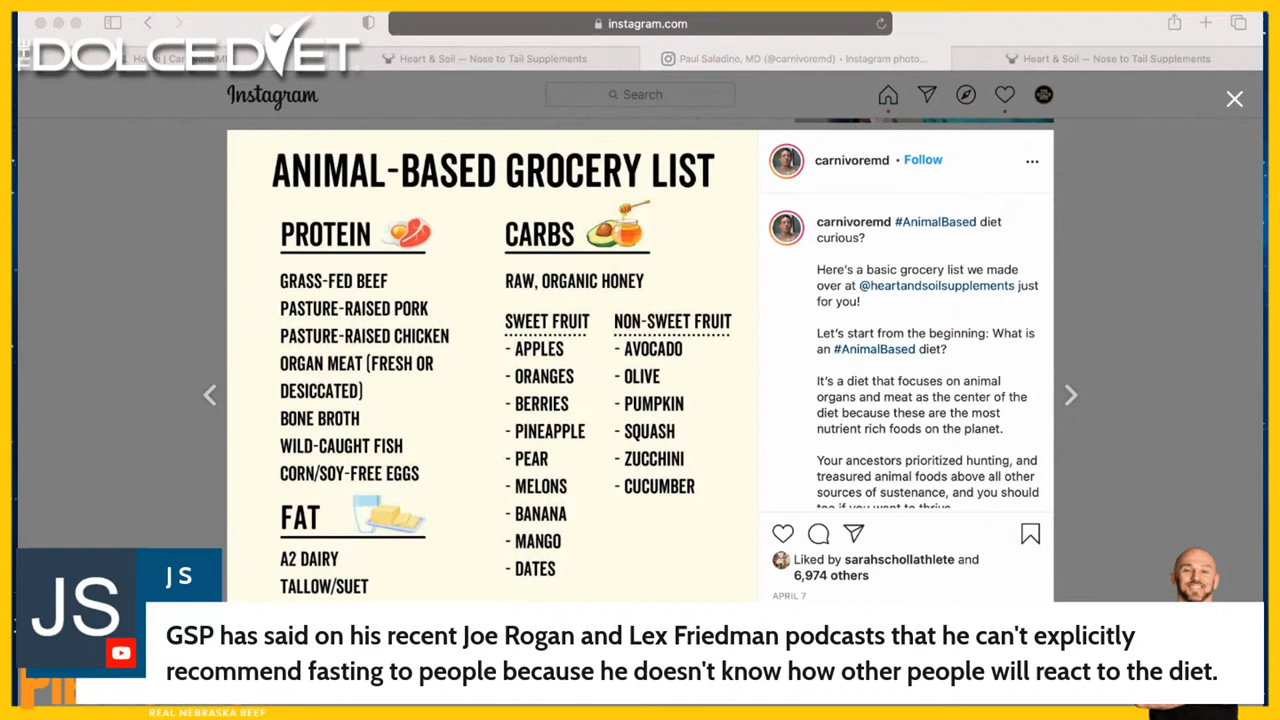 instagram.com
THE DOLCE DIET
Heart & Soil — Nose to Tail Supplements
Paul Saladino, MD (@carnivoremd) • Instagram photo...
Heart & Soil — Nose to Tail Supplements
Instagram
Search
ANIMAL-BASED GROCERY LIST
PROTEIN
GRASS-FED BEEF
PASTURE-RAISED PORK
PASTURE-RAISED CHICKEN
ORGAN MEAT (FRESH OR
DESICCATED)
BONE BROTH
WILD-CAUGHT FISH
CORN/SOY-FREE EGGS
FAT
A2 DAIRY
TALLOW/SUET
CARBS
RAW, ORGANIC HONEY
SWEET FRUIT
- APPLES
- ORANGES
- BERRIES
- PINEAPPLE
- PEAR
- MELONS
- BANANA
- MANGO
- DATES
NON-SWEET FRUIT
- AVOCADO
- OLIVE
- PUMPKIN
- SQUASH
- ZUCCHINI
- CUCUMBER
carnivoremd • Follow
carnivoremd #AnimalBased diet
curious?
Here's a basic grocery list we made
over at @heartandsoilsupplements just
for you!
Let's start from the beginning: What is
an #AnimalBased diet?
It's a diet that focuses on animal
organs and meat as the center of the
diet because these are the most
nutrient rich foods on the planet.
Your ancestors prioritized hunting, and
treasured animal foods above all other
sources of sustenance, and you should
too if you want to thrive
Liked by sarahschollathlete and
6,974 others
APRIL 7
JS
JS
GSP has said on his recent Joe Rogan and Lex Friedman podcasts that he can't explicitly
recommend fasting to people because he doesn't know how other people will react to the diet.
REAL NEBRASKA BEEF